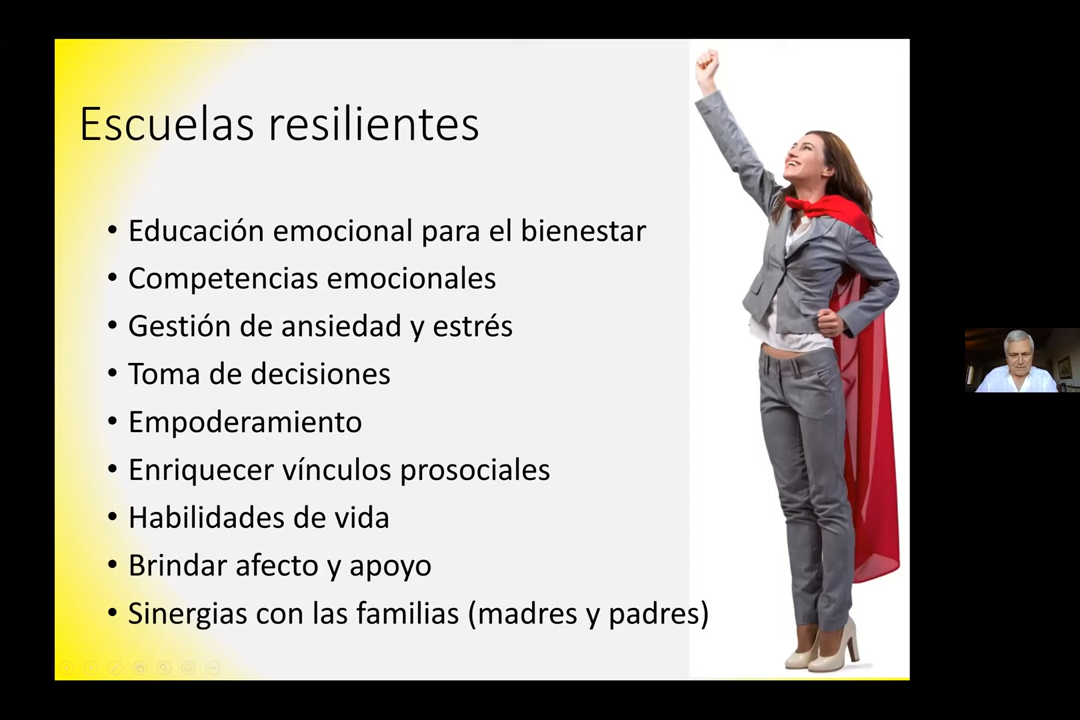 Escuelas resilientes
• Educación emocional para el bienestar
• Competencias emocionales
• Gestión de ansiedad y estrés
• Toma de decisiones
• Empoderamiento
• Enriquecer vínculos prosociales
• Habilidades de vida
• Brindar afecto y apoyo
• Sinergias con las familias (madres y padres)